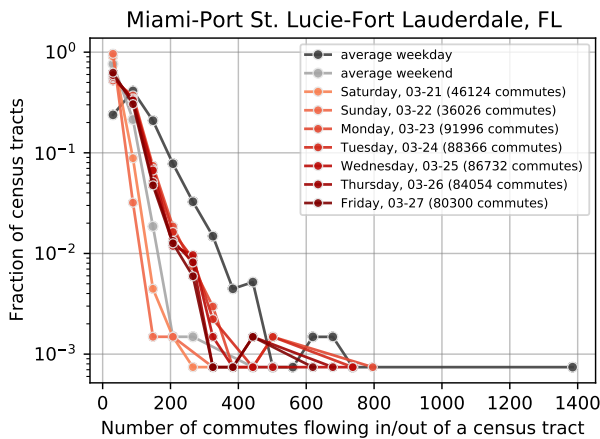 Miami-Port St. Lucie-Fort Lauderdale, FL
average weekday
average weekend
Saturday, 03-21 (46124 commutes)
Sunday, 03-22 (36026 commutes)
Monday, 03-23 (91996 commutes)
Tuesday, 03-24 (88366 commutes)
Wednesday, 03-25 (86732 commutes)
Thursday, 03-26 (84054 commutes)
Friday, 03-27 (80300 commutes)
Fraction of census tracts
10⁰
10⁻¹
10⁻²
10⁻³
0 200 400 600 800 1000 1200 1400
Number of commutes flowing in/out of a census tract